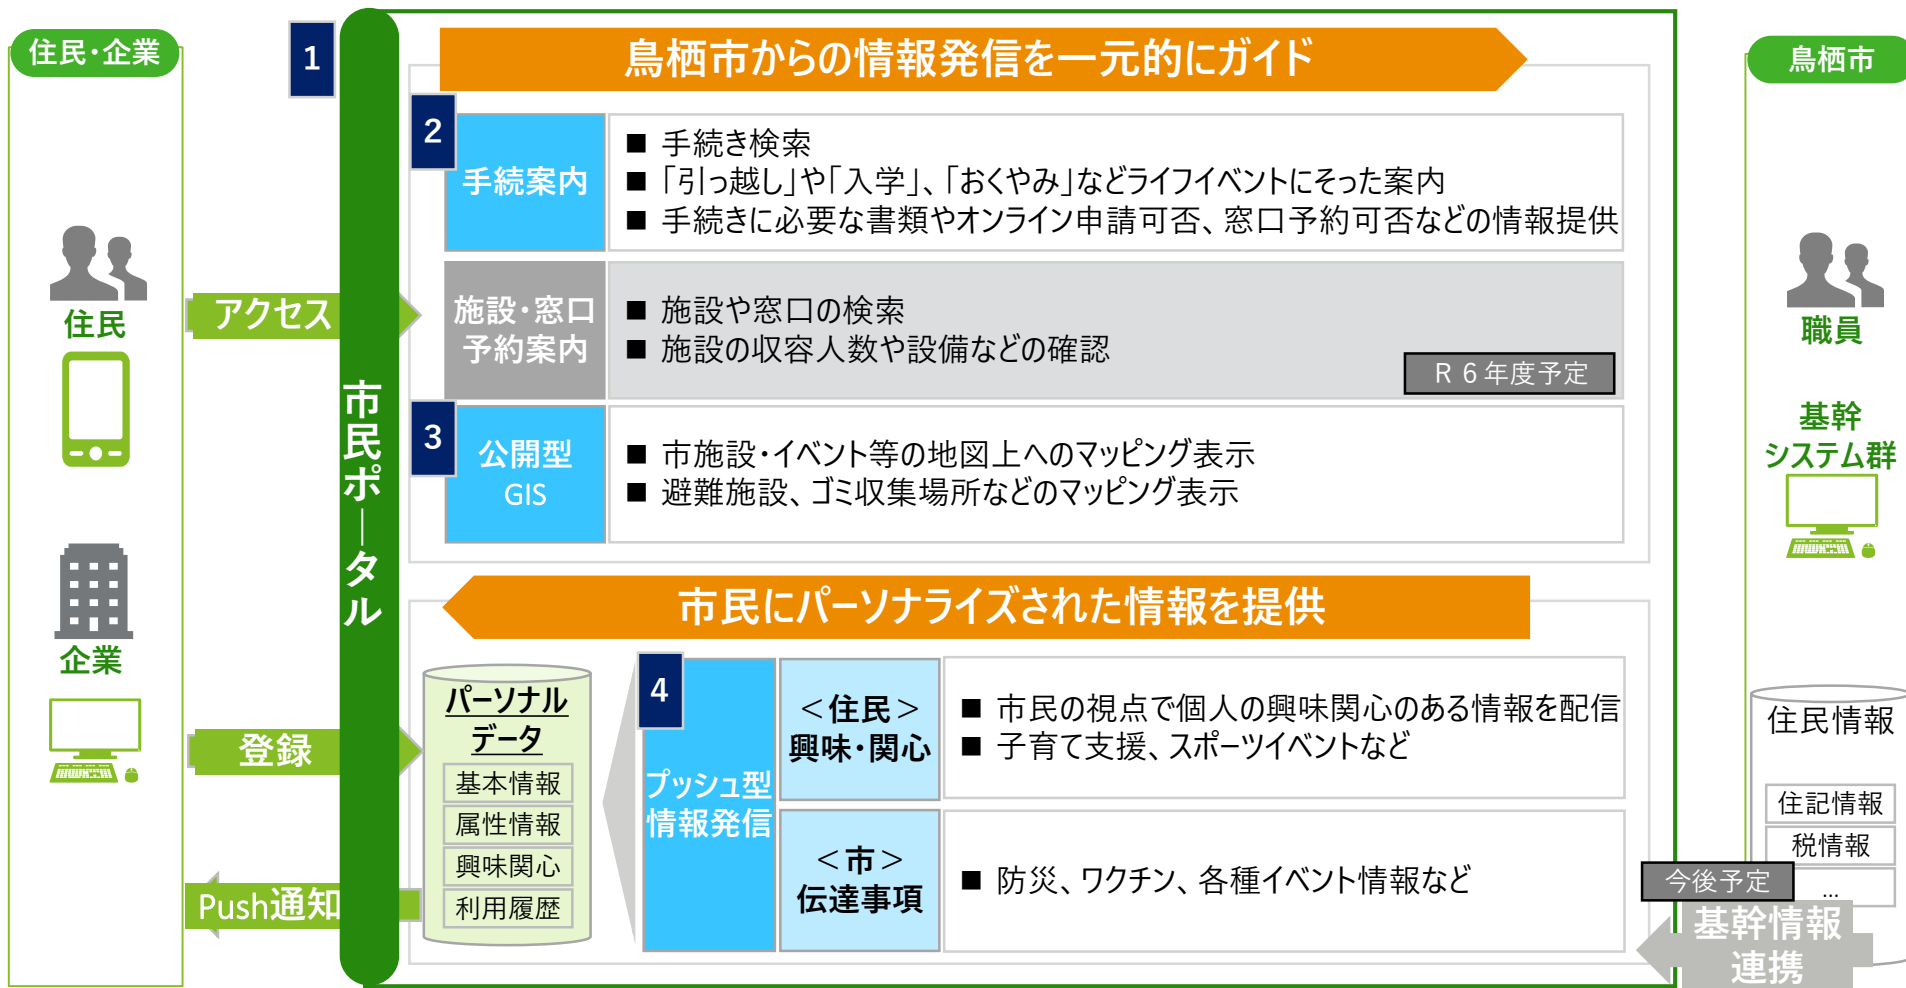 住民・企業
住民
企業
アクセス
登録
Push通知
1
市民ポータル
鳥栖市からの情報発信を一元的にガイド
2
手続案内
■ 手続き検索
■ 「引っ越し」や「入学」、「おくやみ」などライフイベントにそった案内
■ 手続きに必要な書類やオンライン申請可否、窓口予約可否などの情報提供
施設・窓口
予約案内
■ 施設や窓口の検索
■ 施設の収容人数や設備などの確認
R6年度予定
3
公開型
GIS
■ 市施設・イベント等の地図上へのマッピング表示
■ 避難施設、ゴミ収集場所などのマッピング表示
市民にパーソナライズされた情報を提供
パーソナル
データ
基本情報
属性情報
興味関心
利用履歴
4
プッシュ型
情報発信
＜住民＞
興味・関心
■ 市民の視点で個人の興味関心のある情報を配信
■ 子育て支援、スポーツイベントなど
＜市＞
伝達事項
■ 防災、ワクチン、各種イベント情報など
鳥栖市
職員
基幹
システム群
住民情報
住記情報
税情報
...
今後予定
基幹情報
連携